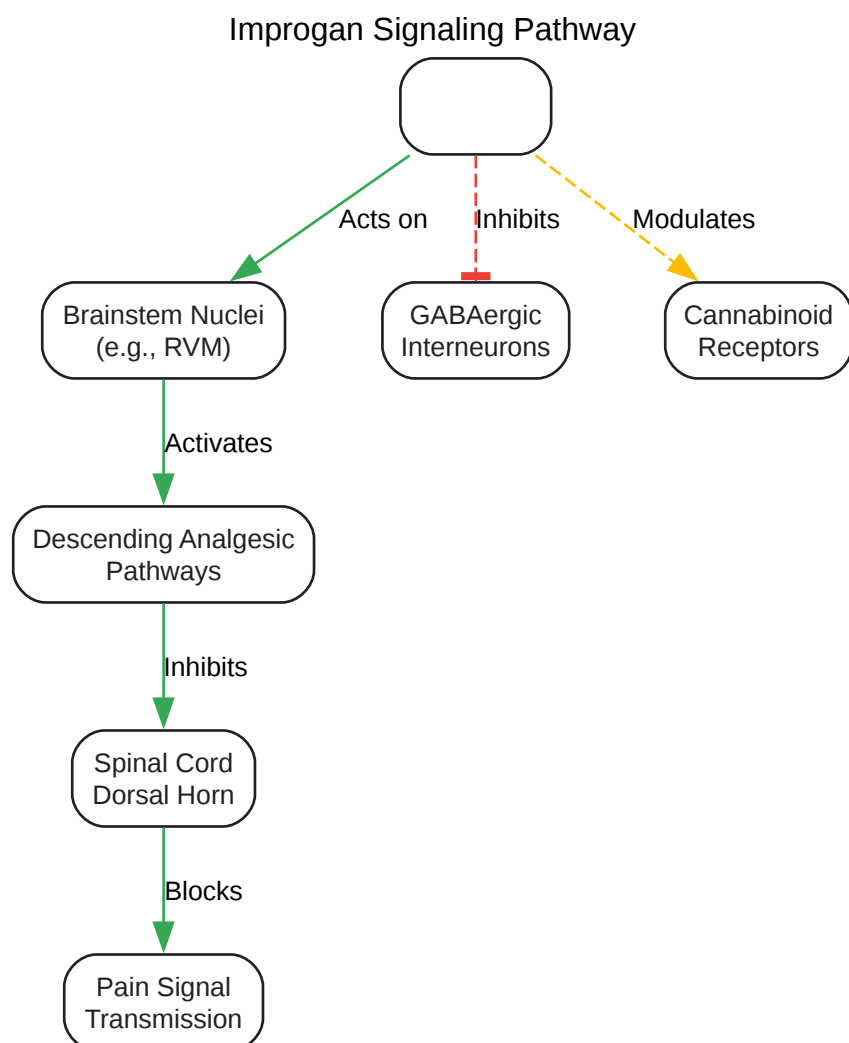 Improgan Signaling Pathway
Acts on
Inhibits
Modulates
Brainstem Nuclei
(e.g., RVM)
GABAergic
Interneurons
Cannabinoid
Receptors
Activates
Descending Analgesic
Pathways
Inhibits
Spinal Cord
Dorsal Horn
Blocks
Pain Signal
Transmission